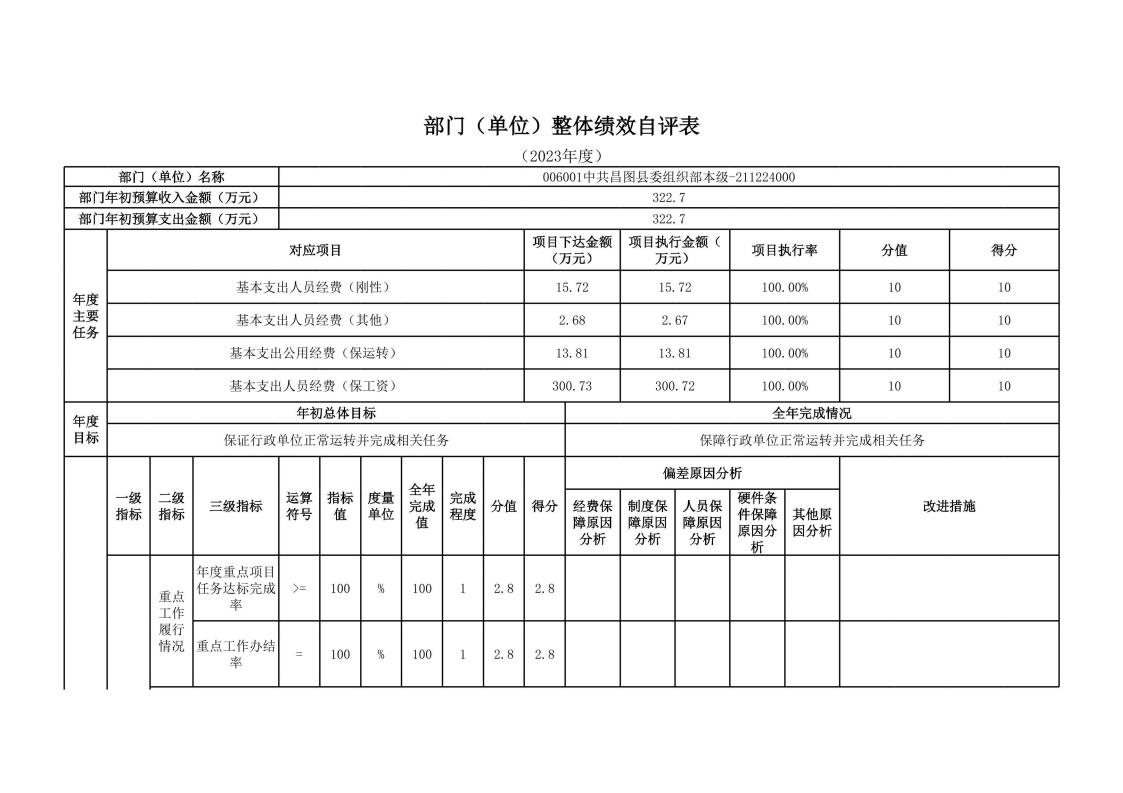 部门（单位）整体绩效自评表
（2023年度）
部门（单位）名称 006001中共昌图县委组织部本级-211224000
部门年初预算收入金额（万元） 322.7
部门年初预算支出金额（万元） 322.7
年度
主要
任务
对应项目 项目下达金额
（万元） 项目执行金额（
万元） 项目执行率 分值 得分
基本支出人员经费（刚性） 15.72 15.72 100.00% 10 10
基本支出人员经费（其他） 2.68 2.67 100.00% 10 10
基本支出公用经费（保运转） 13.81 13.81 100.00% 10 10
基本支出人员经费（保工资） 300.73 300.72 100.00% 10 10
年度
目标
年初总体目标 全年完成情况
保证行政单位正常运转并完成相关任务 保障行政单位正常运转并完成相关任务
一级
指标
二级
指标
三级指标
运算
符号
指标
值
度量
单位
全年
完成
值
完成
程度
分值
得分
偏差原因分析
经费保
障原因
分析
制度保
障原因
分析
人员保
障原因
分析
硬件条
件保障
原因分
析
其他原
因分析
改进措施
重点
工作
履行
情况
年度重点项目
任务达标完成
率
>= 100 % 100 1 2.8 2.8
重点工作办结
率
= 100 % 100 1 2.8 2.8